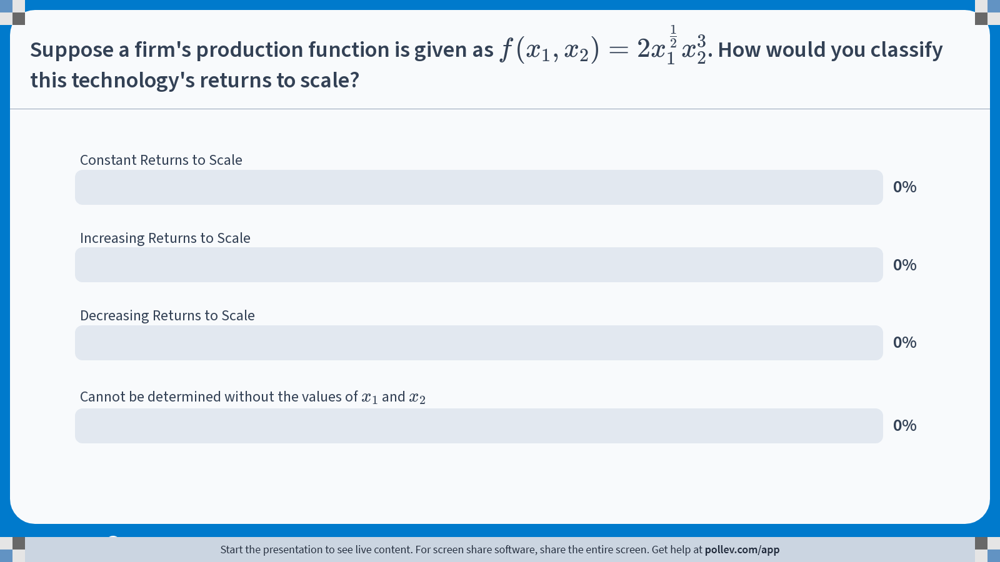 Suppose a firm's production function is given as $f(x_1, x_2) = 2x_1^{\frac{1}{2}} x_2^3$. How would you classify
this technology's returns to scale?
Constant Returns to Scale
0%
Increasing Returns to Scale
0%
Decreasing Returns to Scale
0%
Cannot be determined without the values of $x_1$ and $x_2$
0%
Start the presentation to see live content. For screen share software, share the entire screen. Get help at pollev.com/app